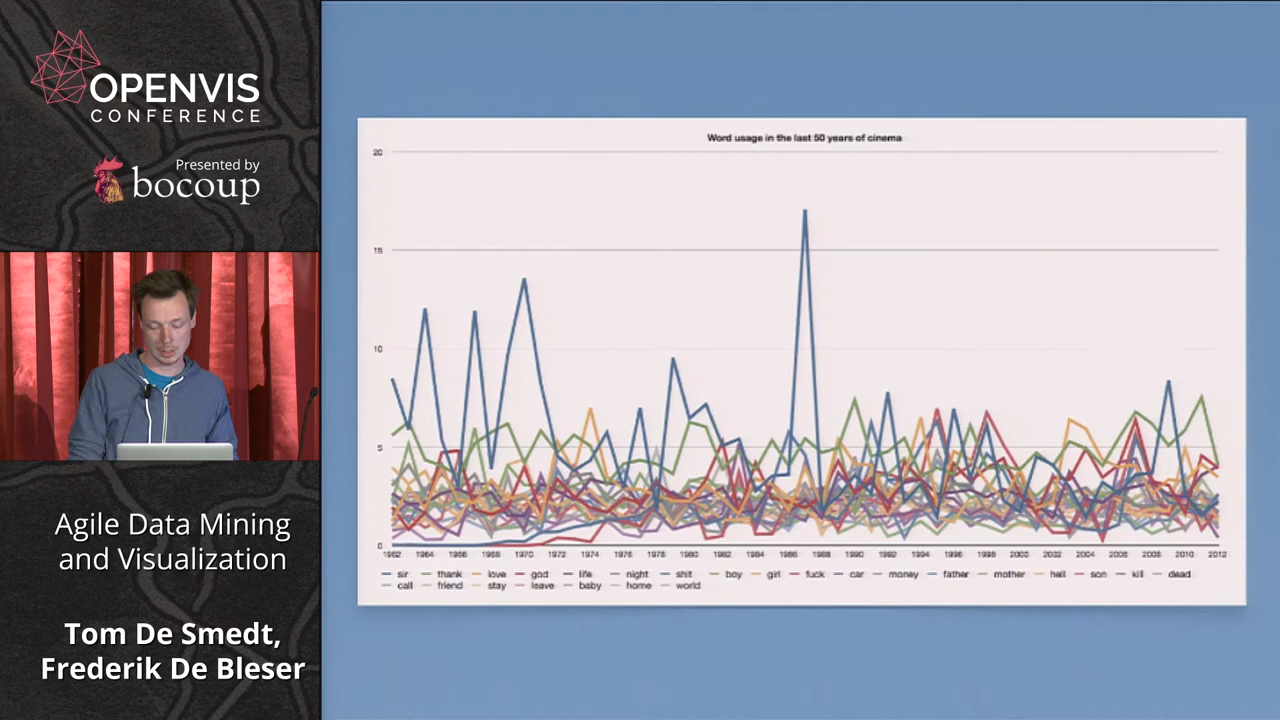 OPENVIS
CONFERENCE
Presented by
bocoup
Agile Data Mining
and Visualization
Tom De Smedt,
Frederik De Bleser
Word usage in the last 50 years of cinema
20
15
10
5
0
1962 1964 1966 1968 1970 1972 1974 1976 1978 1980 1982 1984 1986 1988 1990 1992 1994 1996 1998 2000 2002 2004 2006 2008 2010 2012
sir thank love god life night shit boy girl fuck car money father mother hell son kill dead
call friend stay leave baby home world